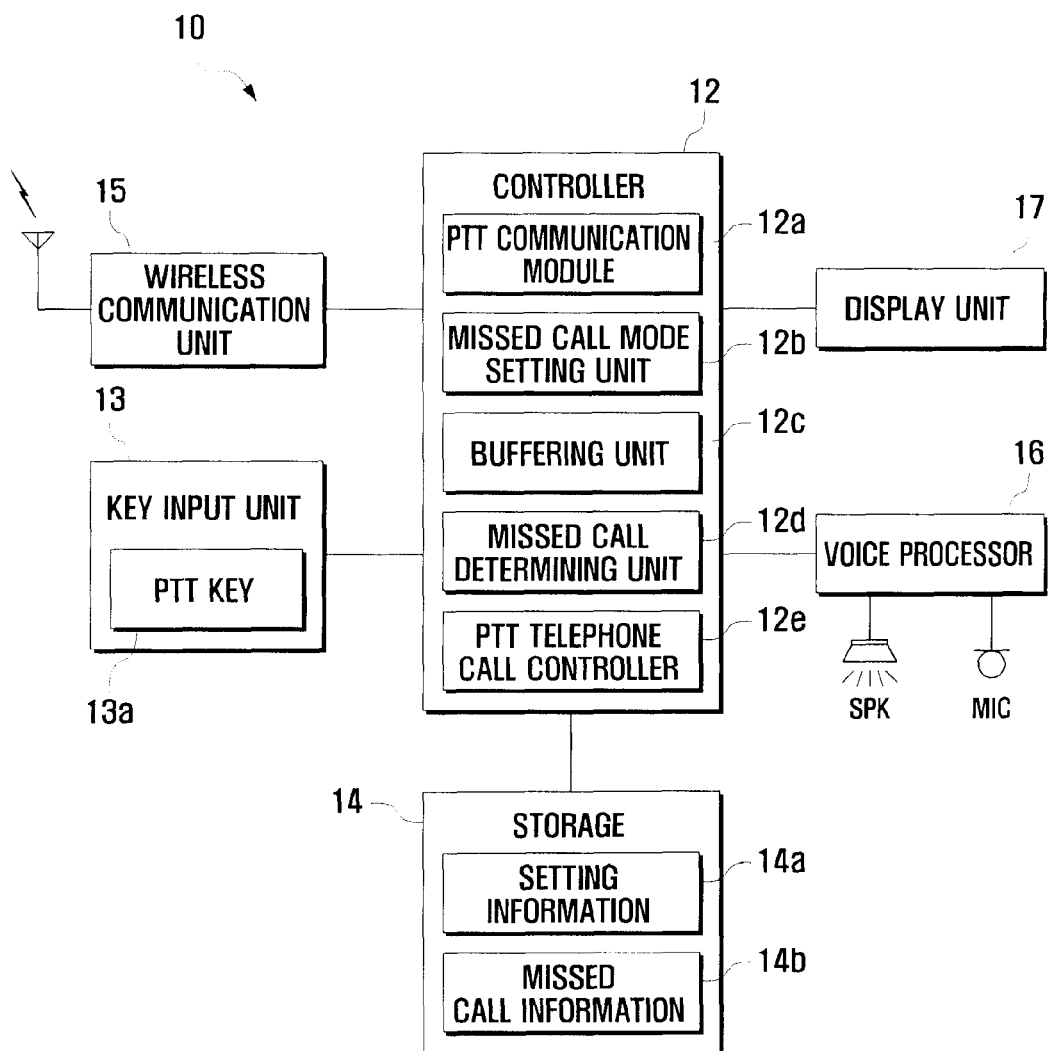 10
12
CONTROLLER
15
12a
17
PTT COMMUNICATION
MODULE
WIRELESS
COMMUNICATION
UNIT
DISPLAY UNIT
MISSED CALL MODE
SETTING UNIT
12b
13
12c
BUFFERING UNIT
16
KEY INPUT UNIT
12d
MISSED CALL
DETERMINING UNIT
VOICE PROCESSOR
PTT KEY
12e
PTT TELEPHONE
CALL CONTROLLER
13a
SPK
MIC
14
STORAGE
14a
SETTING
INFORMATION
14b
MISSED
CALL INFORMATION